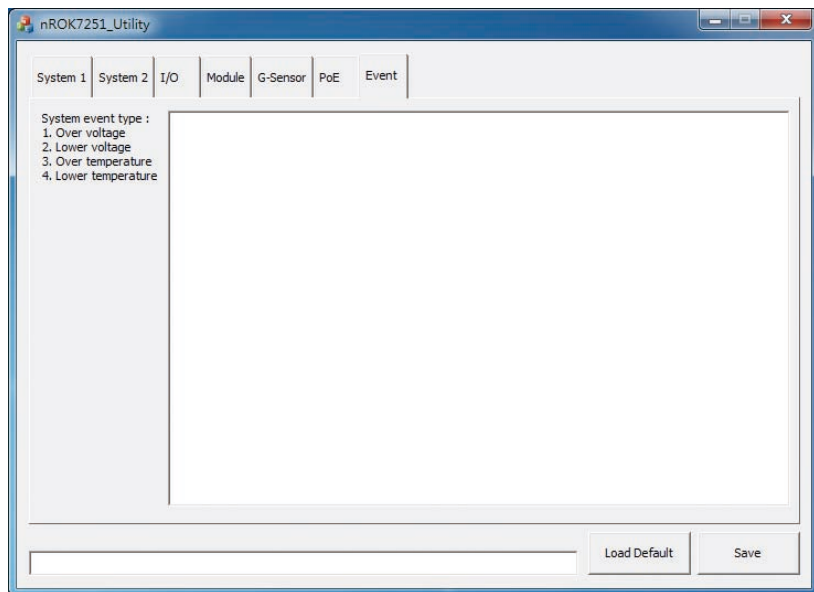 nROK7251_Utility
System 1 System 2 I/O Module G-Sensor PoE Event
System event type :
1. Over voltage
2. Lower voltage
3. Over temperature
4. Lower temperature
Load Default Save